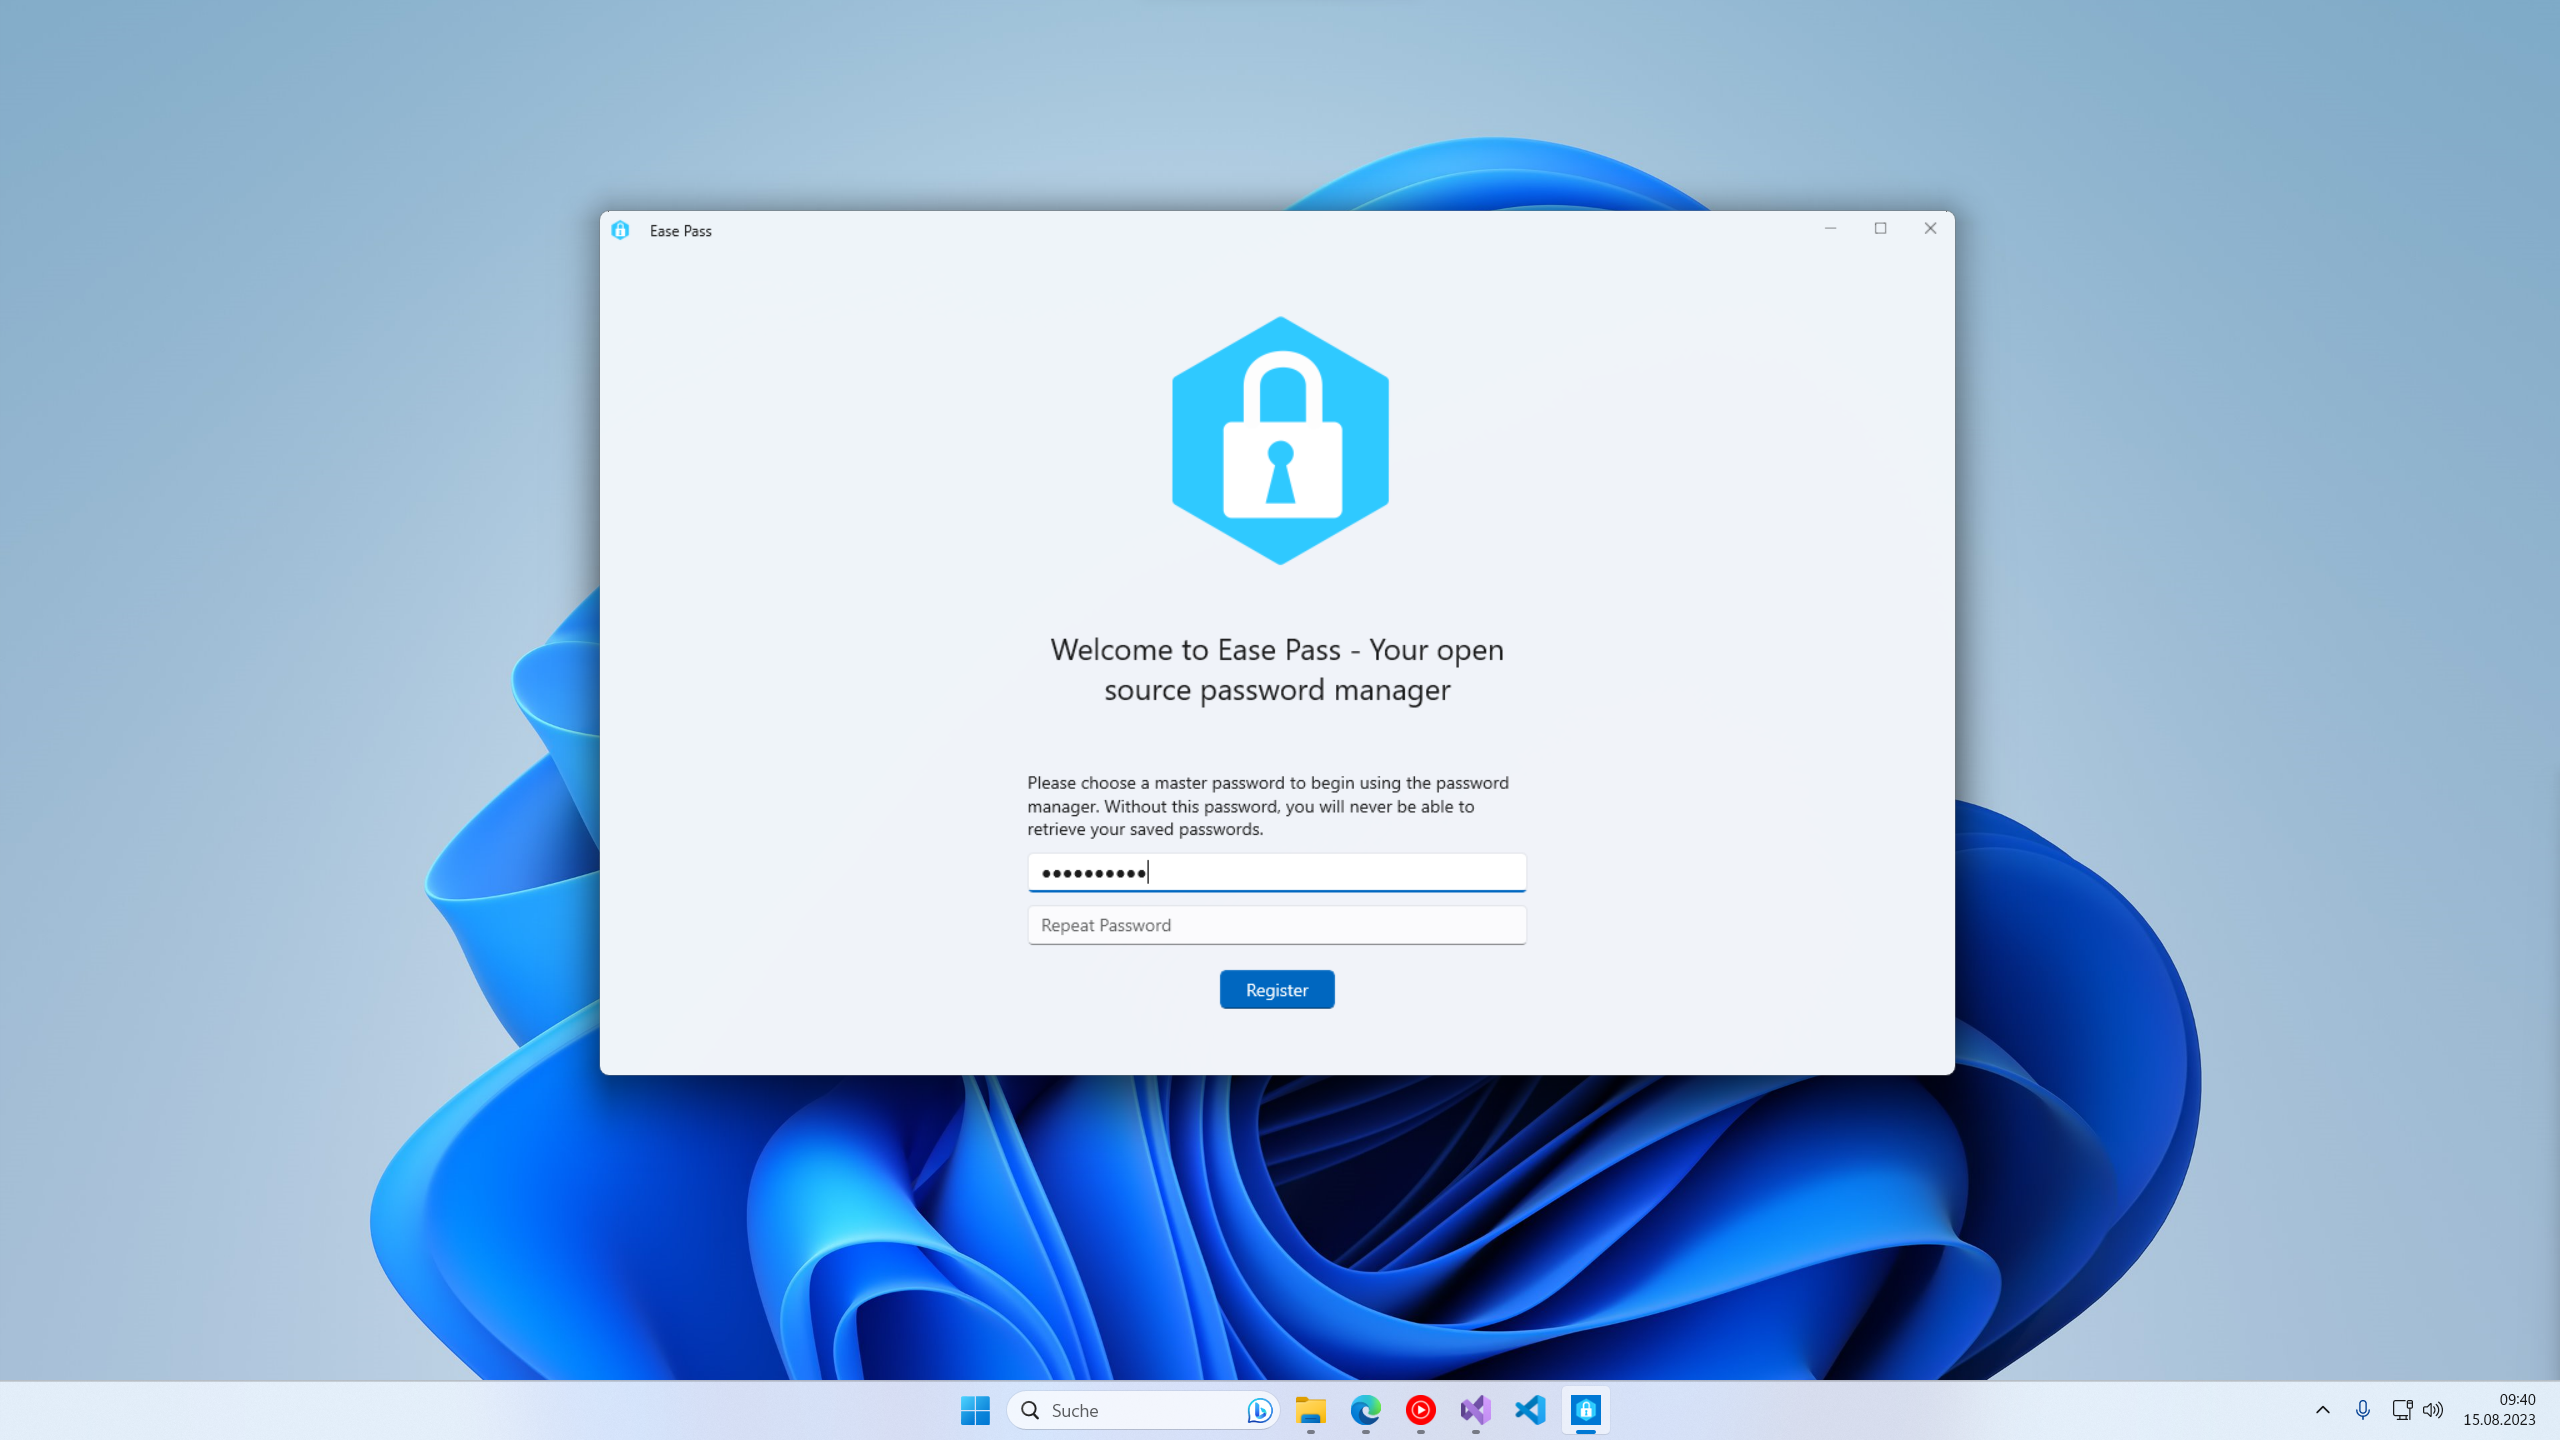 Ease Pass
Welcome to Ease Pass - Your open
source password manager
Please choose a master password to begin using the password
manager. Without this password, you will never be able to
retrieve your saved passwords.
●●●●●●●●●●
Repeat Password
Register
Suche
09:40
15.08.2023